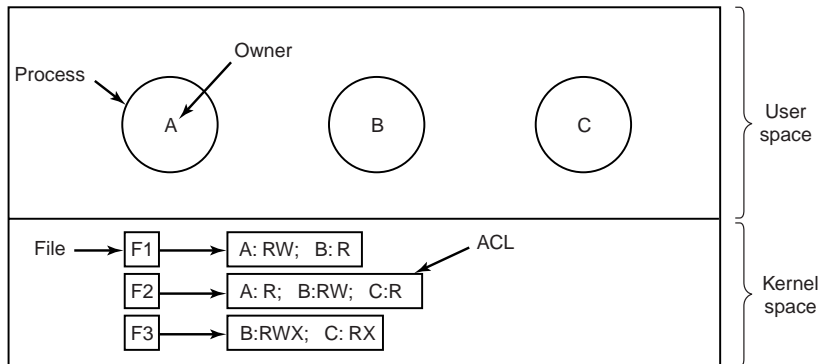 Owner
Process
A
B
C
User
space
File
F1
A: RW; B: R
ACL
F2
A: R; B:RW; C:R
F3
B:RWX; C: RX
Kernel
space